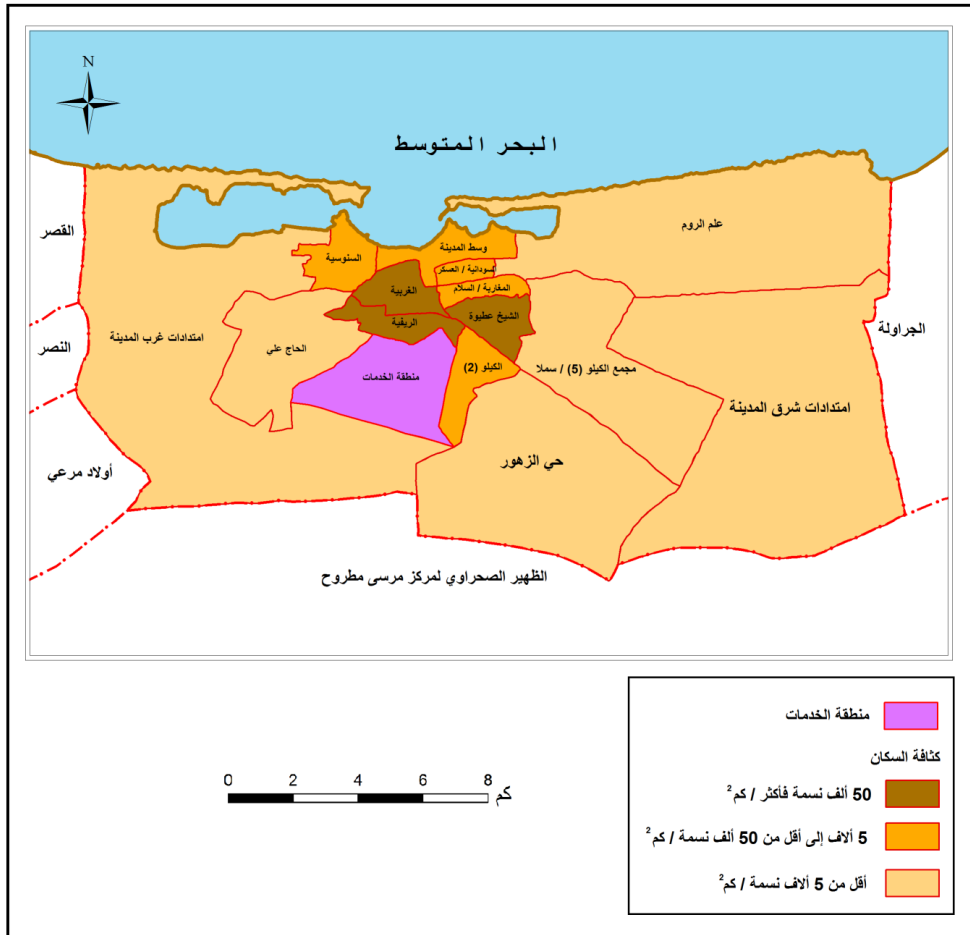 N
البحر المتوسط
علم الروم
القصر
وسط المدينة
السنوسية
السودانية / العسكر
المغاربة / السلام
الغربية
الشيخ عطيوة
الريفية
الجراولة
امتدادات غرب المدينة
النصر
الحاج علي
الكيلو (2)
مجمع الكيلو (5) / سملا
منطقة الخدمات
امتدادات شرق المدينة
حي الزهور
أولاد مرعي
الظهير الصحراوي لمركز مرسى مطروح
منطقة الخدمات
كثافة السكان
50 ألف نسمة فأكثر / كم²
5 ألاف إلى أقل من 50 ألف نسمة / كم²
أقل من 5 ألاف نسمة / كم²
0 2 4 6 8
كم